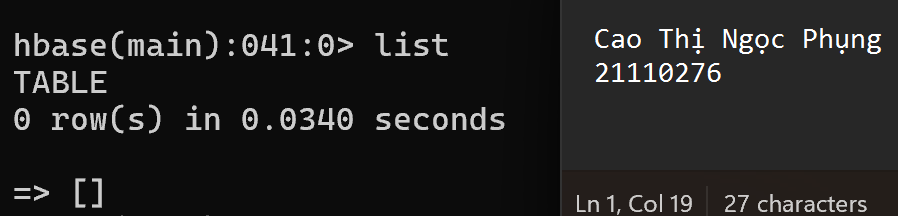 hbase(main):041:0> list
TABLE
0 row(s) in 0.0340 seconds
=> []
Cao Thị Ngọc Phụng
21110276
Ln 1, Col 19
27 characters